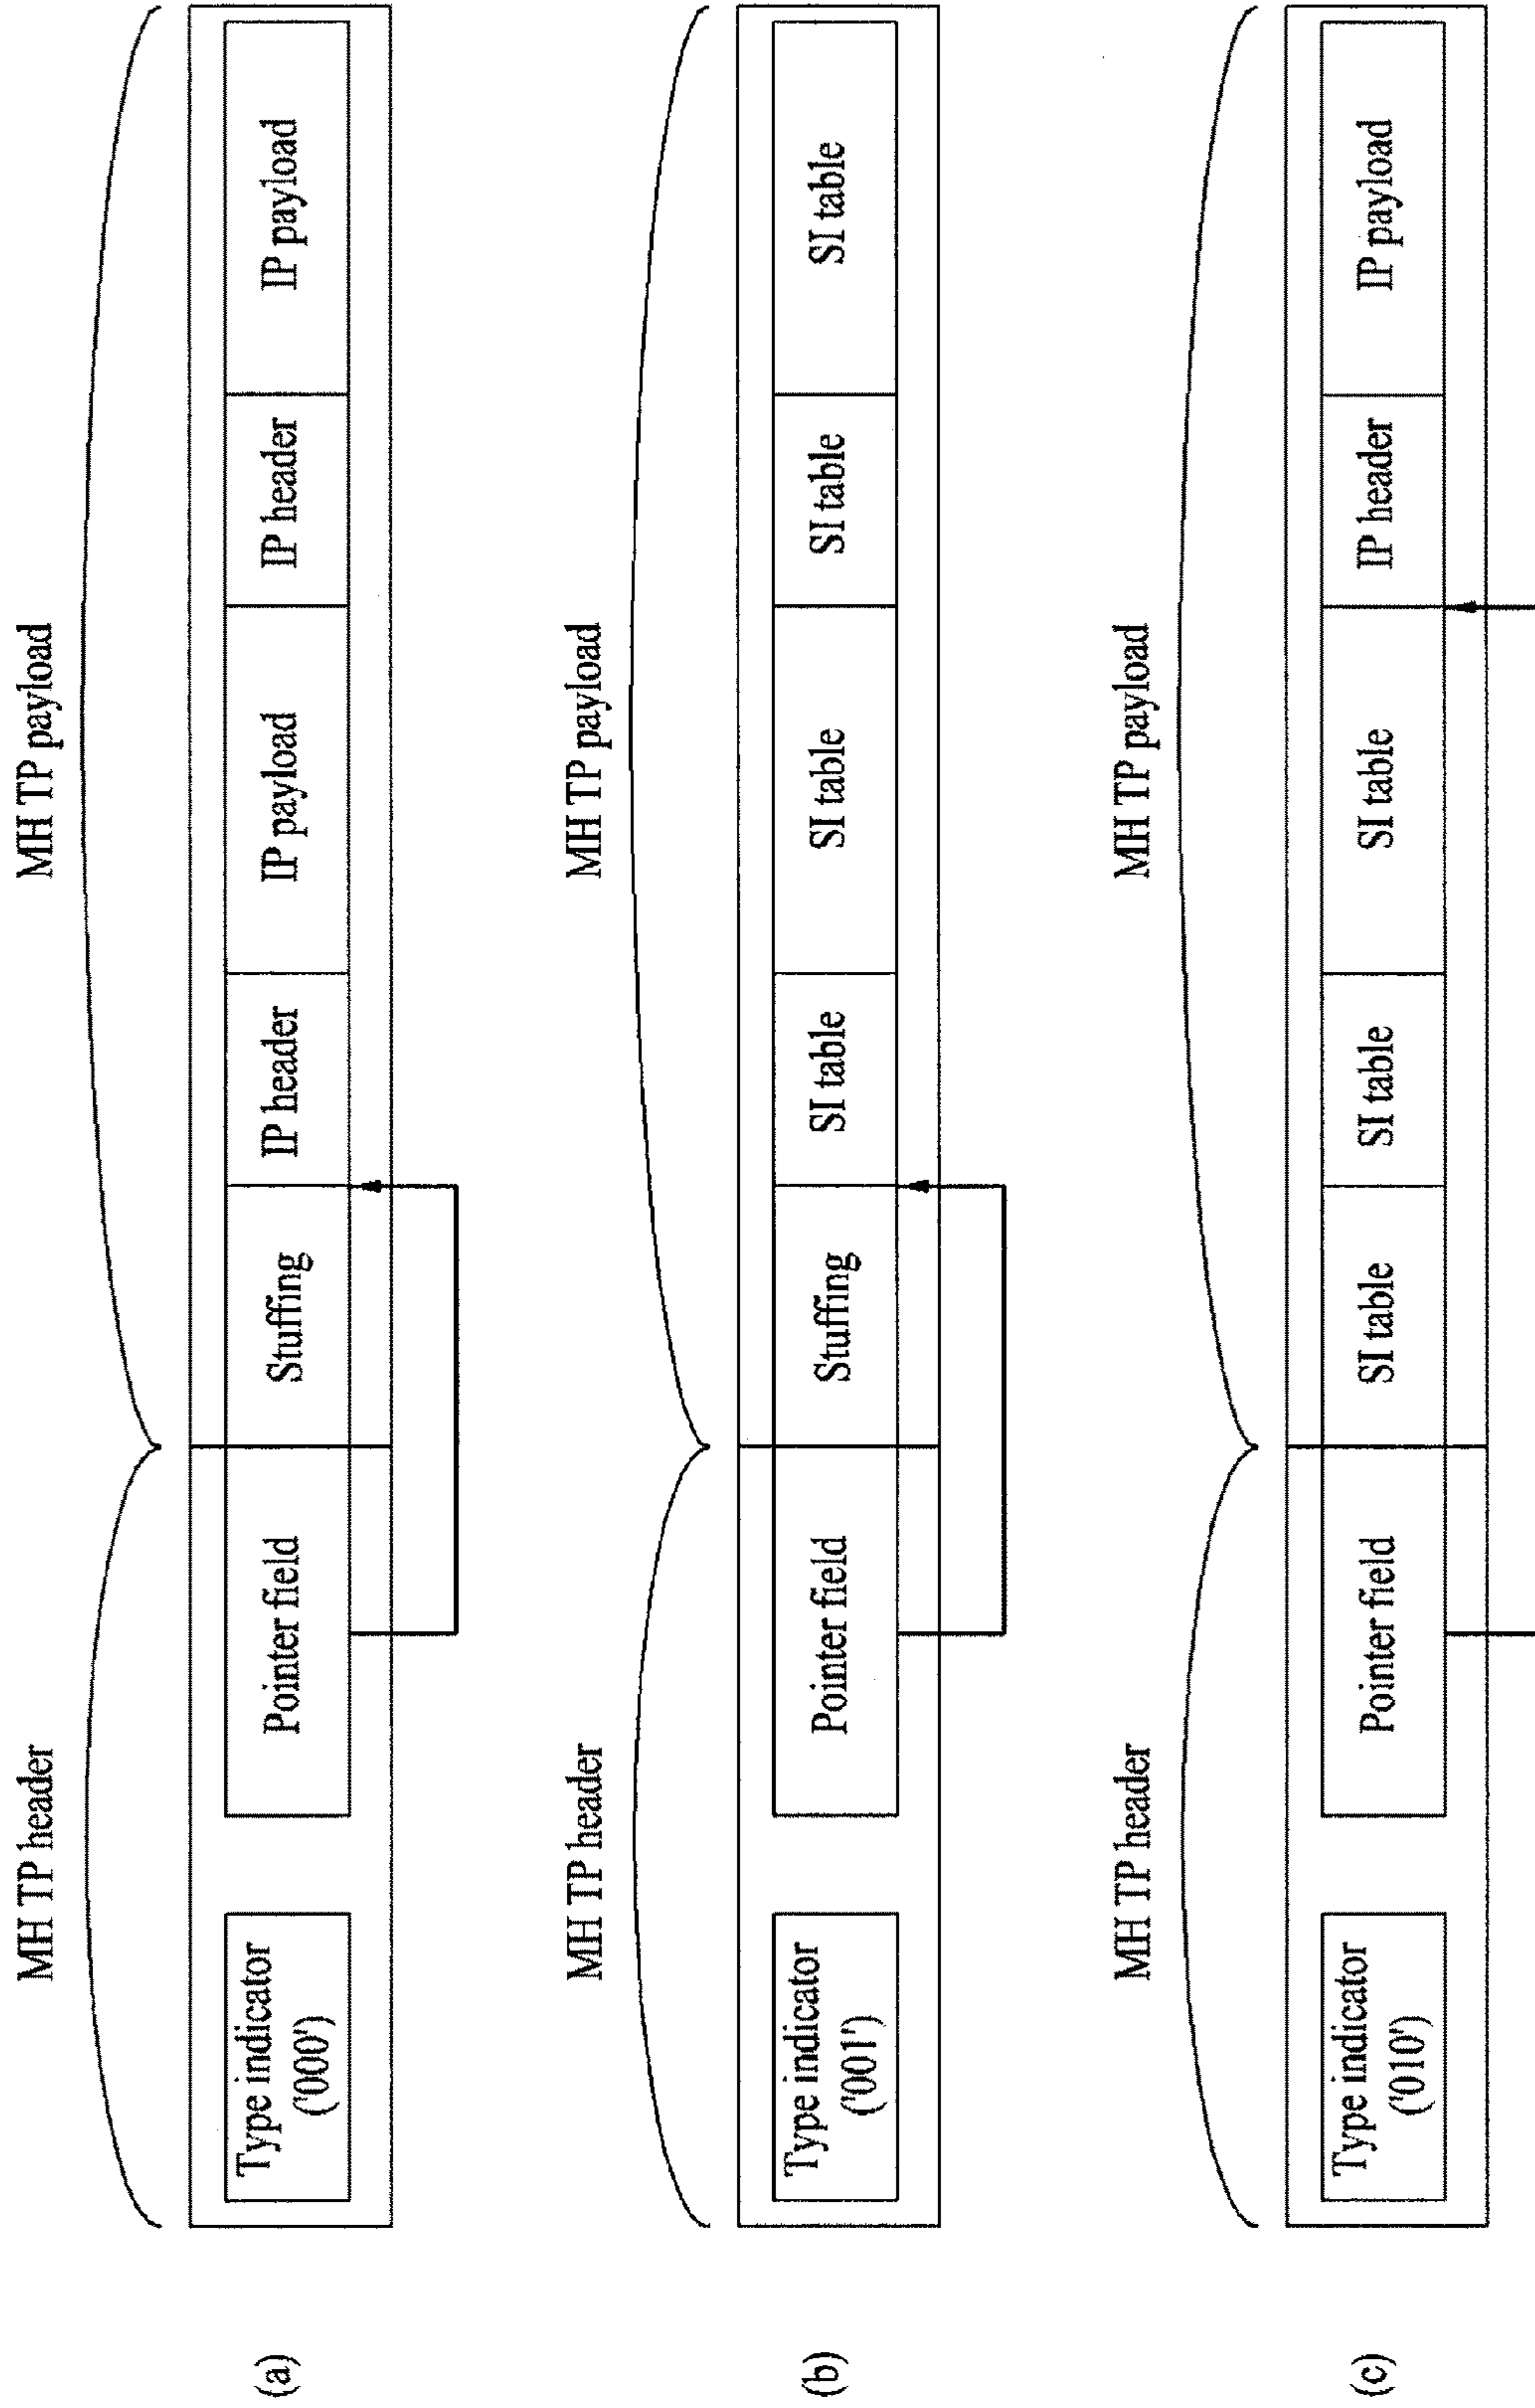 MH TP header
MH TP payload
(a)
Type indicator
('000')
Pointer field
Stuffing
IP header
IP payload
IP header
IP payload
MH TP header
MH TP payload
(b)
Type indicator
('001')
Pointer field
Stuffing
SI table
SI table
SI table
SI table
MH TP header
MH TP payload
(c)
Type indicator
('010')
Pointer field
SI table
SI table
SI table
IP header
IP payload